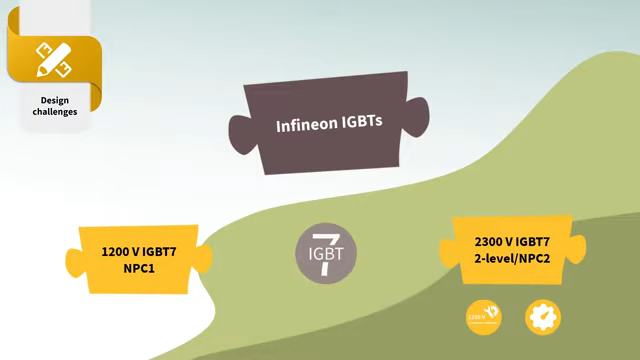 Design
challenges
Infineon IGBTs
1200 V IGBT7
NPC1
7
IGBT
2300 V IGBT7
2-level/NPC2